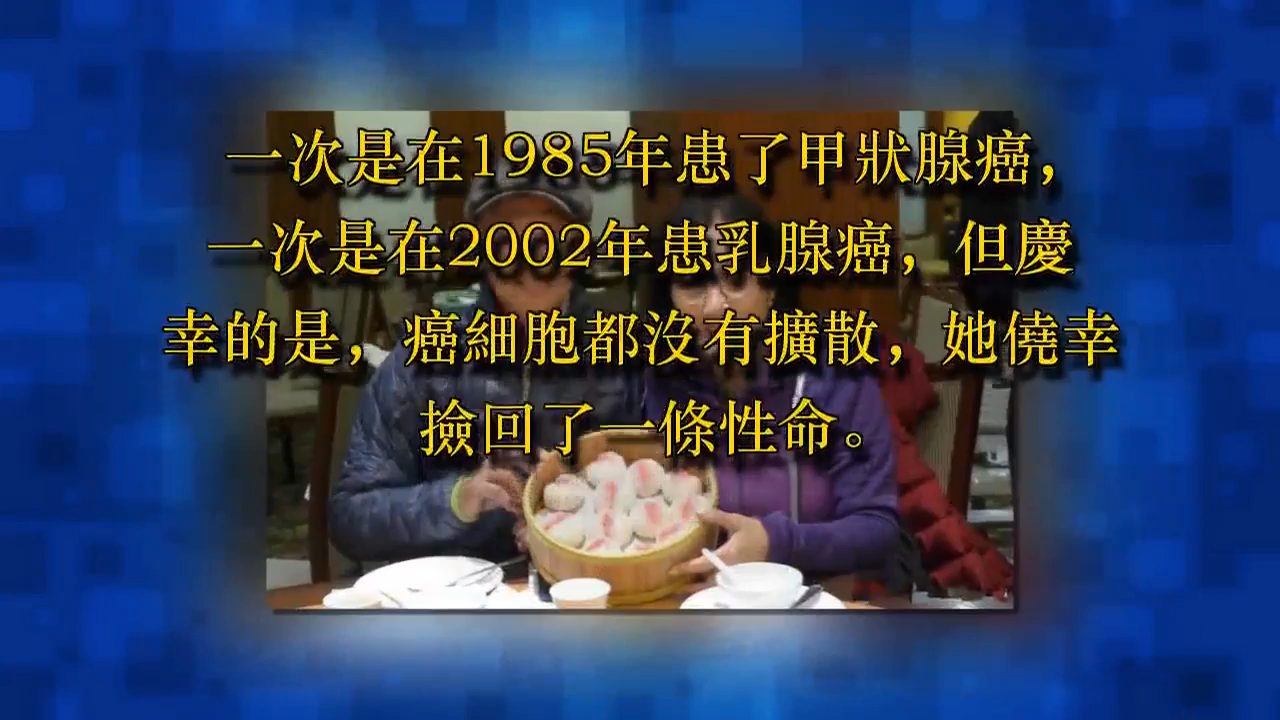 一次是在1985年患了甲狀腺癌，
一次是在2002年患乳腺癌，但慶
幸的是，癌細胞都沒有擴散，她僥幸
撿回了一條性命。